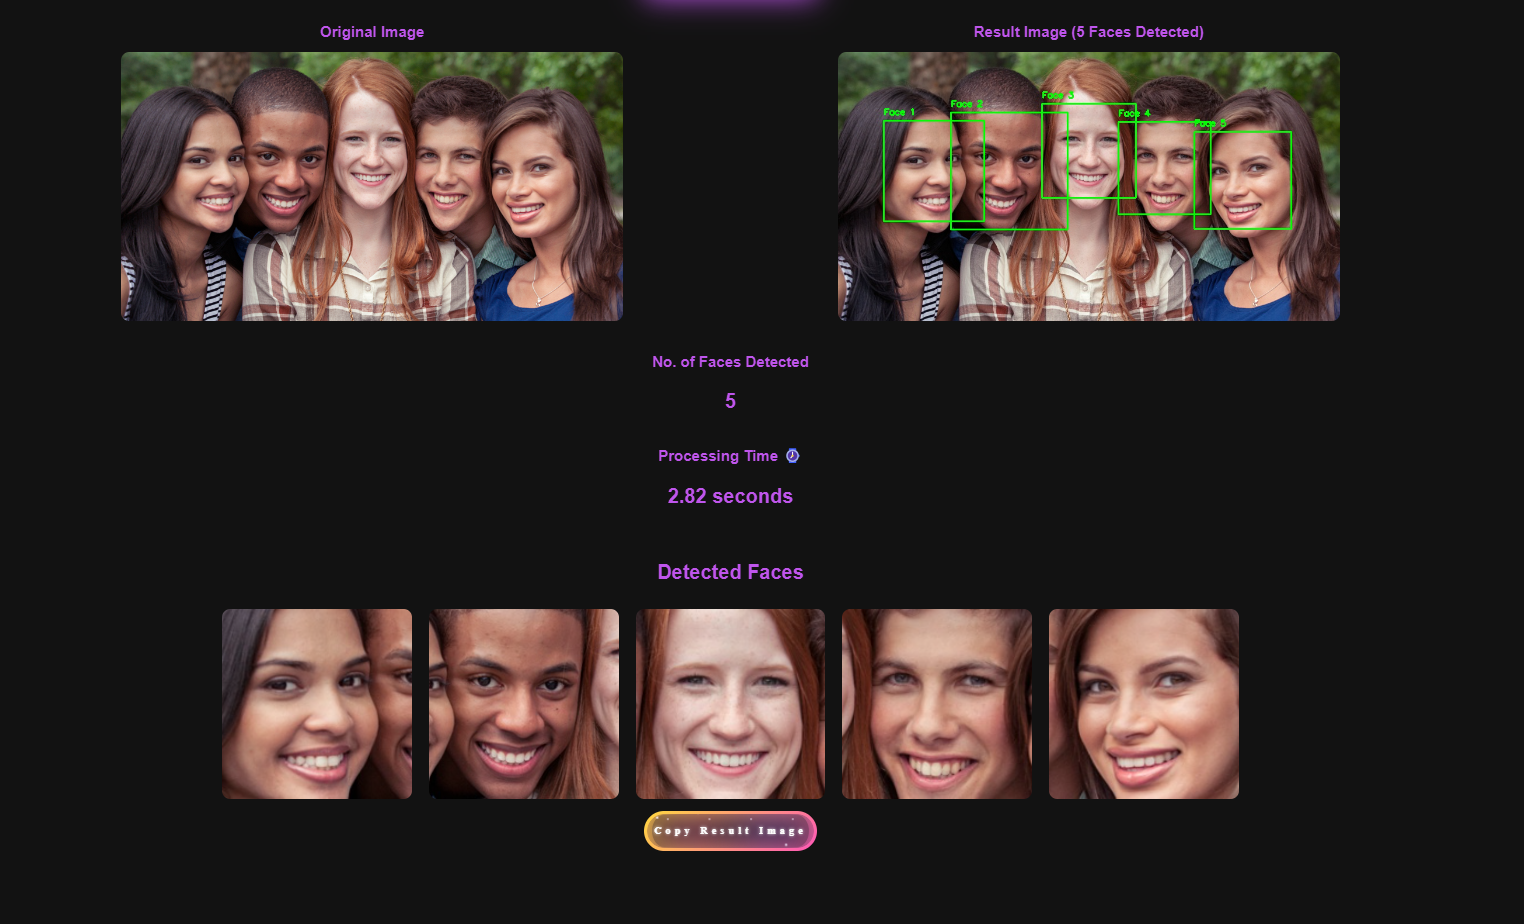 Original Image
Result Image (5 Faces Detected)
Face 1
Face 2
Face 3
Face 4
Face 5
No. of Faces Detected
5
Processing Time
2.82 seconds
Detected Faces
Copy Result Image